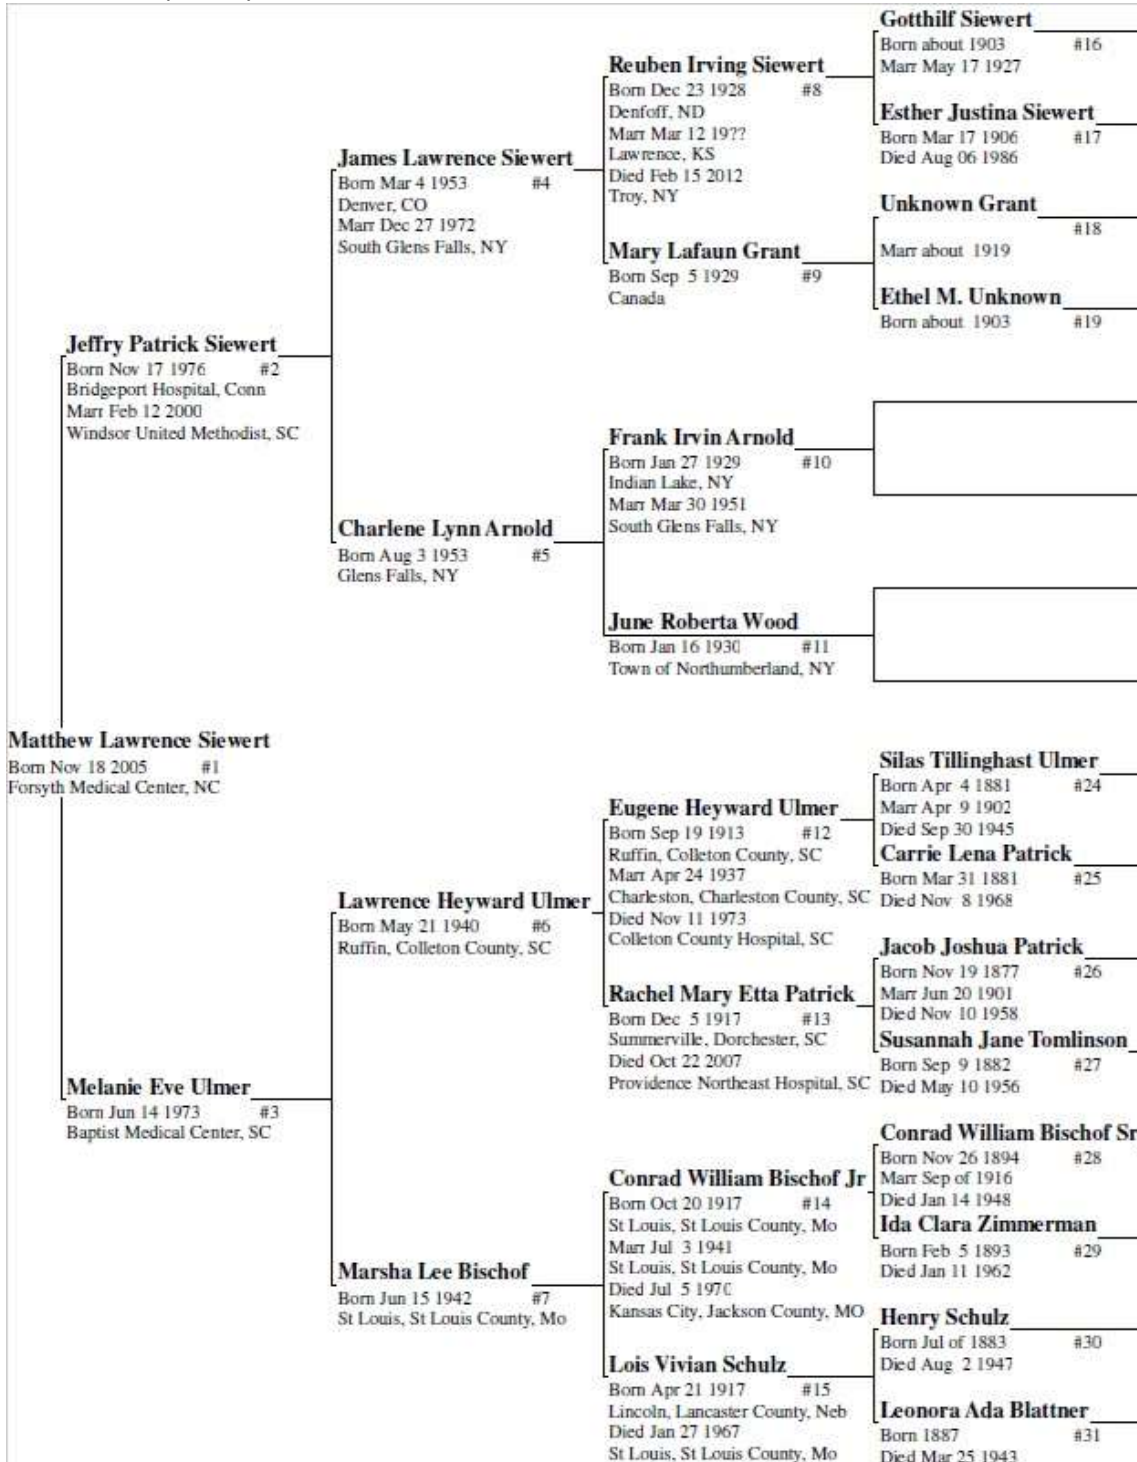 Gotthilf Siewert
Born about 1903 #16
Marr May 17 1927
Reuben Irving Siewert
Born Dec 23 1928 #8
Denfoff, ND
Marr Mar 12 19??
Lawrence, KS
Died Feb 15 2012
Troy, NY
Esther Justina Siewert
Born Mar 17 1906 #17
Died Aug 06 1986
James Lawrence Siewert
Born Mar 4 1953 #4
Denver, CO
Marr Dec 27 1972
South Glens Falls, NY
Unknown Grant
#18
Marr about 1919
Mary Lafaun Grant
Born Sep 5 1929 #9
Canada
Ethel M. Unknown
Born about 1903 #19
Jeffry Patrick Siewert
Born Nov 17 1976 #2
Bridgeport Hospital, Conn
Marr Feb 12 2000
Windsor United Methodist, SC
Frank Irvin Arnold
Born Jan 27 1929 #10
Indian Lake, NY
Marr Mar 30 1951
South Glens Falls, NY
Charlene Lynn Arnold
Born Aug 3 1953 #5
Glens Falls, NY
June Roberta Wood
Born Jan 16 1930 #11
Town of Northumberland, NY
Matthew Lawrence Siewert
Born Nov 18 2005 #1
Forsyth Medical Center, NC
Silas Tillinghast Ulmer
Born Apr 4 1881 #24
Marr Apr 9 1902
Died Sep 30 1945
Eugene Heyward Ulmer
Born Sep 19 1913 #12
Ruffin, Colleton County, SC
Marr Apr 24 1937
Charleston, Charleston County, SC
Died Nov 11 1973
Colleton County Hospital, SC
Carrie Lena Patrick
Born Mar 31 1881 #25
Died Nov 8 1968
Lawrence Heyward Ulmer
Born May 21 1940 #6
Ruffin, Colleton County, SC
Jacob Joshua Patrick
Born Nov 19 1877 #26
Marr Jun 20 1901
Died Nov 10 1958
Rachel Mary Etta Patrick
Born Dec 5 1917 #13
Summerville, Dorchester, SC
Died Oct 22 2007
Providence Northeast Hospital, SC
Susannah Jane Tomlinson
Born Sep 9 1882 #27
Died May 10 1956
Melanie Eve Ulmer
Born Jun 14 1973 #3
Baptist Medical Center, SC
Conrad William Bischof Sr
Born Nov 26 1894 #28
Marr Sep of 1916
Died Jan 14 1948
Conrad William Bischof Jr
Born Oct 20 1917 #14
St Louis, St Louis County, Mo
Marr Jul 3 1941
St Louis, St Louis County, Mo
Died Jul 5 1970
Kansas City, Jackson County, MO
Ida Clara Zimmerman
Born Feb 5 1893 #29
Died Jan 11 1962
Marsha Lee Bischof
Born Jun 15 1942 #7
St Louis, St Louis County, Mo
Henry Schulz
Born Jul of 1883 #30
Died Aug 2 1947
Lois Vivian Schulz
Born Apr 21 1917 #15
Lincoln, Lancaster County, Neb
Died Jan 27 1967
St Louis, St Louis County, Mo
Leonora Ada Blattner
Born 1887 #31
Died Mar 25 1943